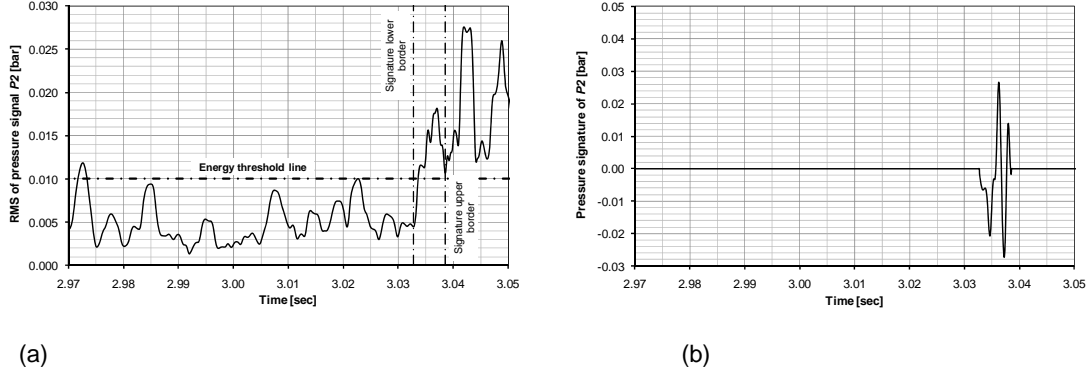 RMS of pressure signal P2 [bar]
0.030
0.025
0.020
0.015
0.010
0.005
0.000
Signature lower
border
Energy threshold line
Signature upper
border
2.97 2.98 2.99 3.00 3.01 3.02 3.03 3.04 3.05
Time [sec]
(a)
Pressure signature of P2 [bar]
0.05
0.04
0.03
0.02
0.01
0.00
-0.01
-0.02
-0.03
2.97 2.98 2.99 3.00 3.01 3.02 3.03 3.04 3.05
Time [sec]
(b)